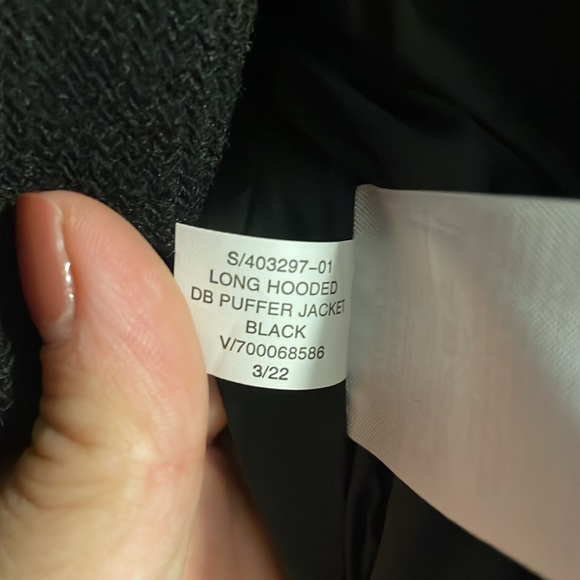 S/403297-01
LONG HOODED
DB PUFFER JACKET
BLACK
V/700068586
3/22